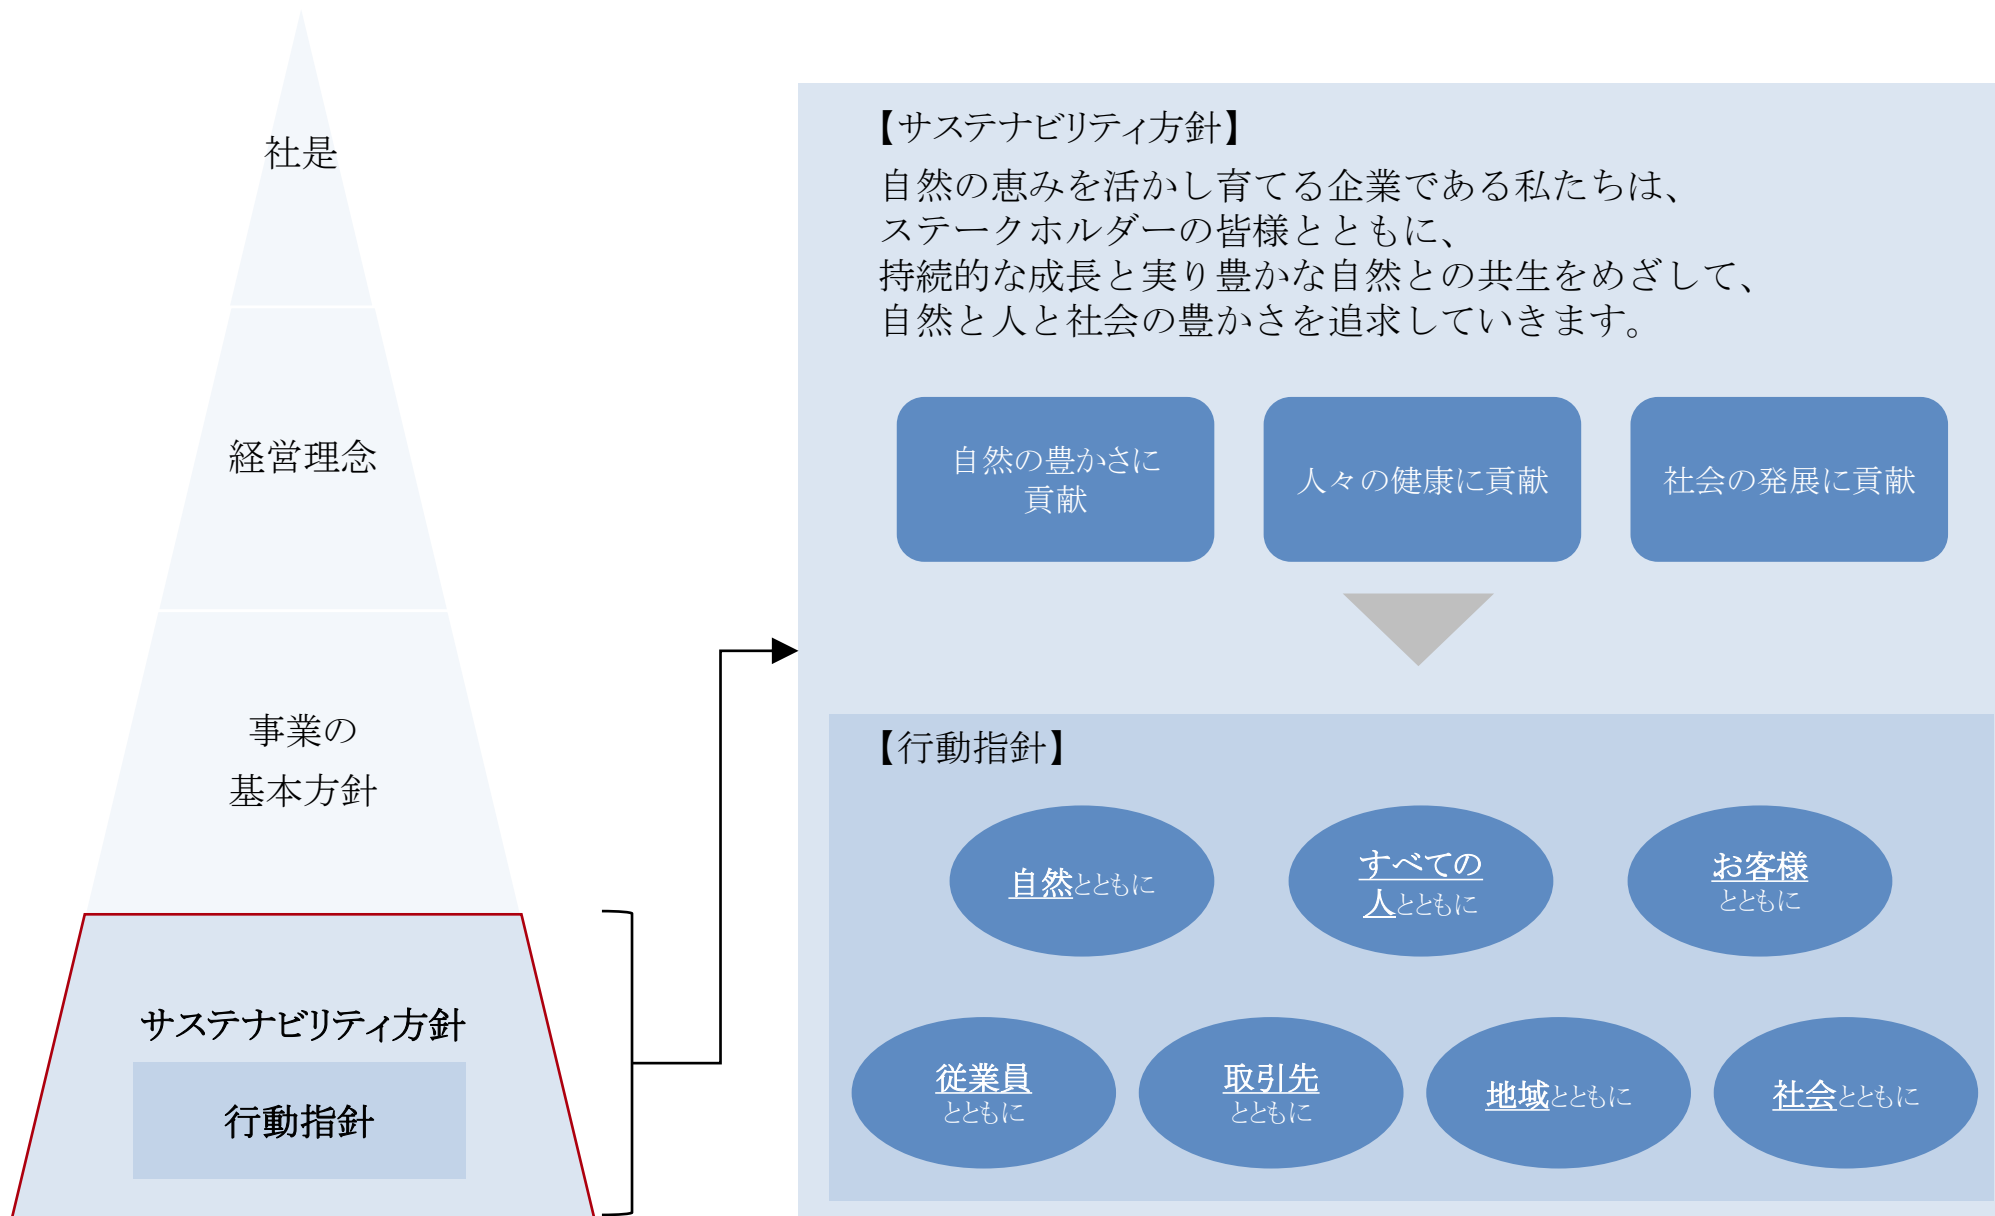 社是
経営理念
事業の
基本方針
サステナビリティ方針
行動指針
【サステナビリティ方針】
自然の恵みを活かし育てる企業である私たちは、
ステークホルダーの皆様とともに、
持続的な成長と実り豊かな自然との共生をめざして、
自然と人と社会の豊かさを追求していきます。
自然の豊かさに
貢献
人々の健康に貢献
社会の発展に貢献
【行動指針】
自然とともに
すべての
人とともに
お客様
とともに
従業員
とともに
取引先
とともに
地域とともに
社会とともに